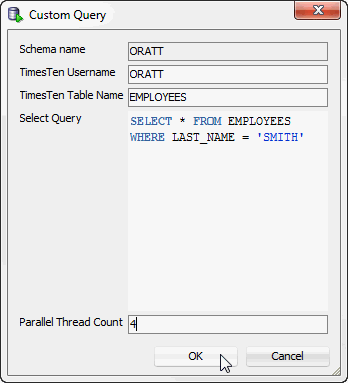 Custom Query
Schema name ORATT
TimesTen Username ORATT
TimesTen Table Name EMPLOYEES
Select Query SELECT * FROM EMPLOYEES
WHERE LAST_NAME = 'SMITH'
Parallel Thread Count 4
OK Cancel